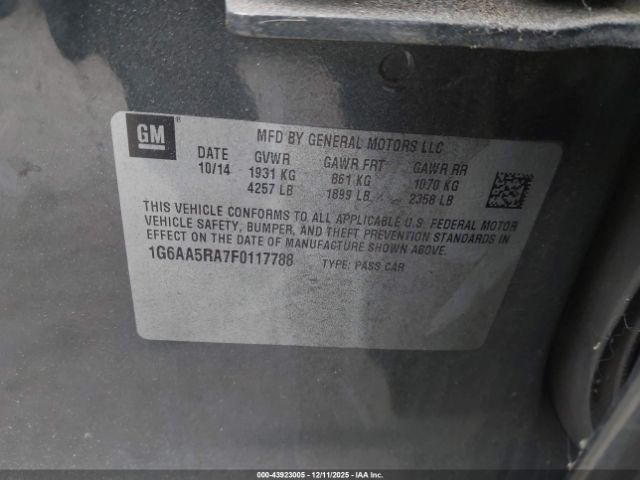 GM®
MFD BY GENERAL MOTORS LLC
DATE GVWR GAWR FRT GAWR RR
10/14 1931 KG 861 KG 1070 KG
4257 LB 1899 LB 2358 LB
THIS VEHICLE CONFORMS TO ALL APPLICABLE U.S. FEDERAL MOTOR
VEHICLE SAFETY, BUMPER, AND THEFT PREVENTION STANDARDS IN
EFFECT ON THE DATE OF MANUFACTURE SHOWN ABOVE.
1G6AA5RA7F0117788 TYPE: PASS CAR
000-43923005 - 12/11/2025 - COPYRIGHT IAA, LLC.